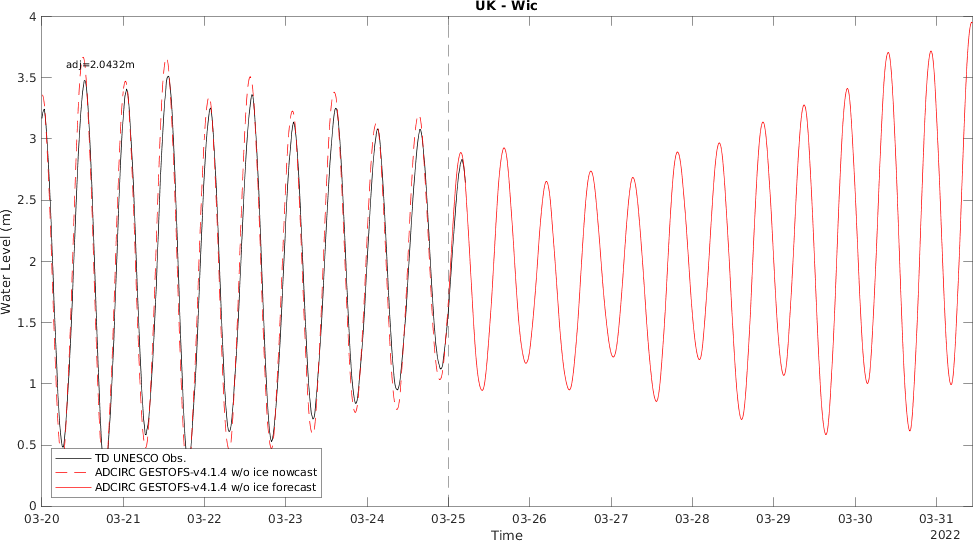 UK - Wic
4
3.5
3
2.5
2
1.5
1
0.5
0
Water Level (m)
adj=2.0432m
TD UNESCO Obs.
ADCIRC GESTOFS-v4.1.4 w/o ice nowcast
ADCIRC GESTOFS-v4.1.4 w/o ice forecast
03-20 03-21 03-22 03-23 03-24 03-25 03-26 03-27 03-28 03-29 03-30 03-31
Time
2022